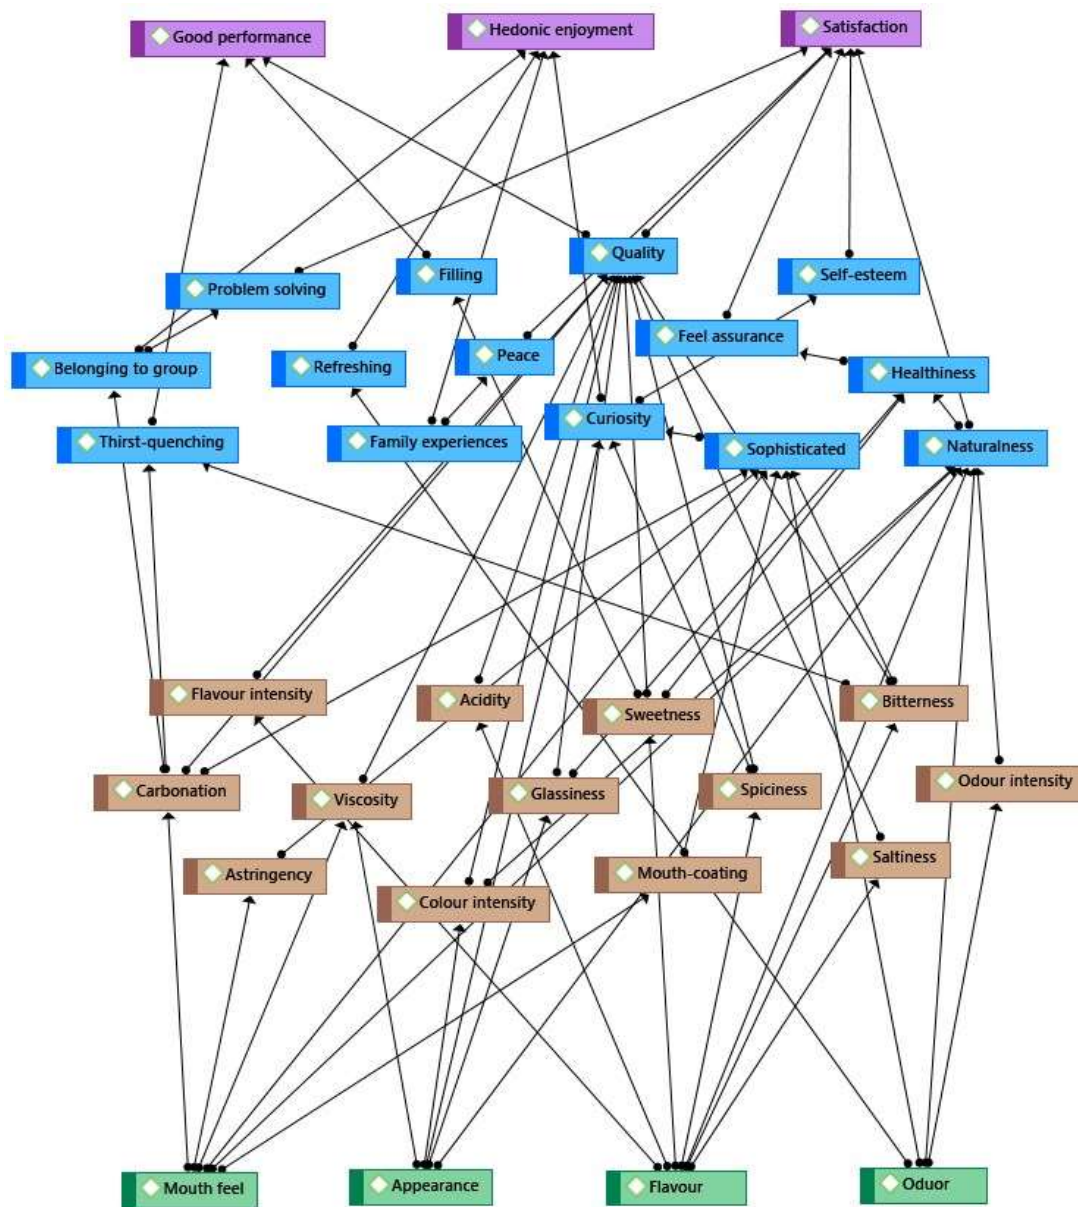 Good performance
Hedonic enjoyment
Satisfaction
Quality
Problem solving
Filling
Self-esteem
Feel assurance
Belonging to group
Refreshing
Peace
Healthiness
Thirst-quenching
Family experiences
Curiosity
Sophisticated
Naturalness
Flavour intensity
Acidity
Sweetness
Bitterness
Carbonation
Viscosity
Glassiness
Spiciness
Odour intensity
Astringency
Colour intensity
Mouth-coating
Saltiness
Mouth feel
Appearance
Flavour
Oduor